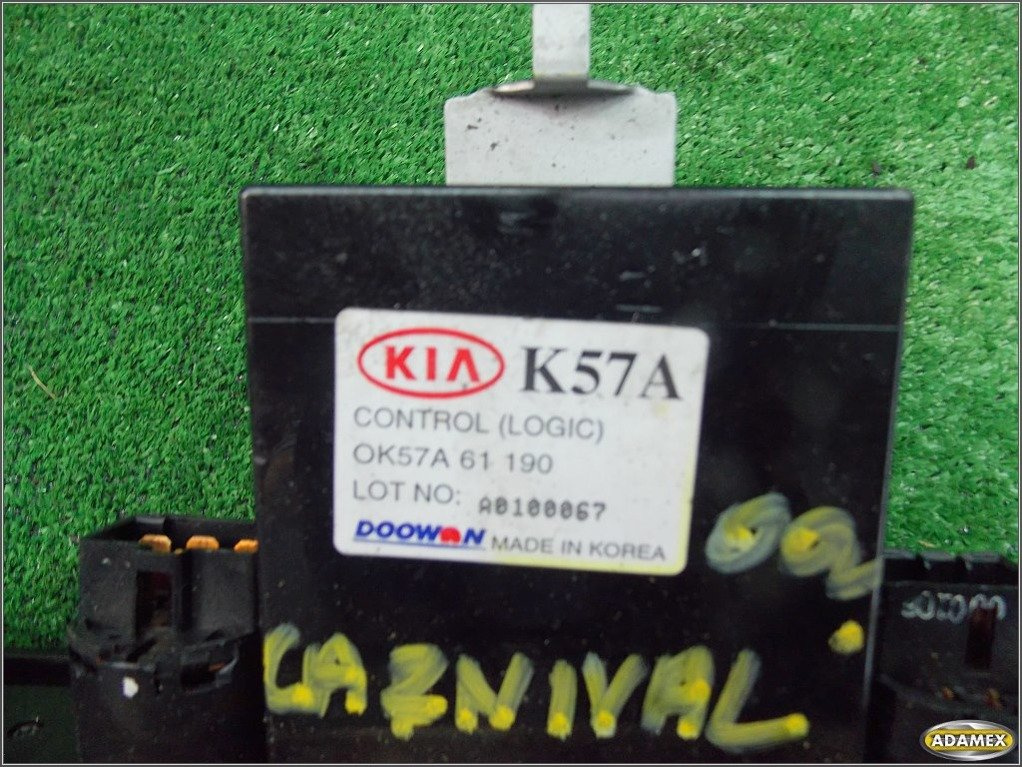 KIA K57A
CONTROL (LOGIC)
OK57A 61 190
LOT NO: A0100067
DOOWON MADE IN KOREA
CARNIVAL
ADAMEX